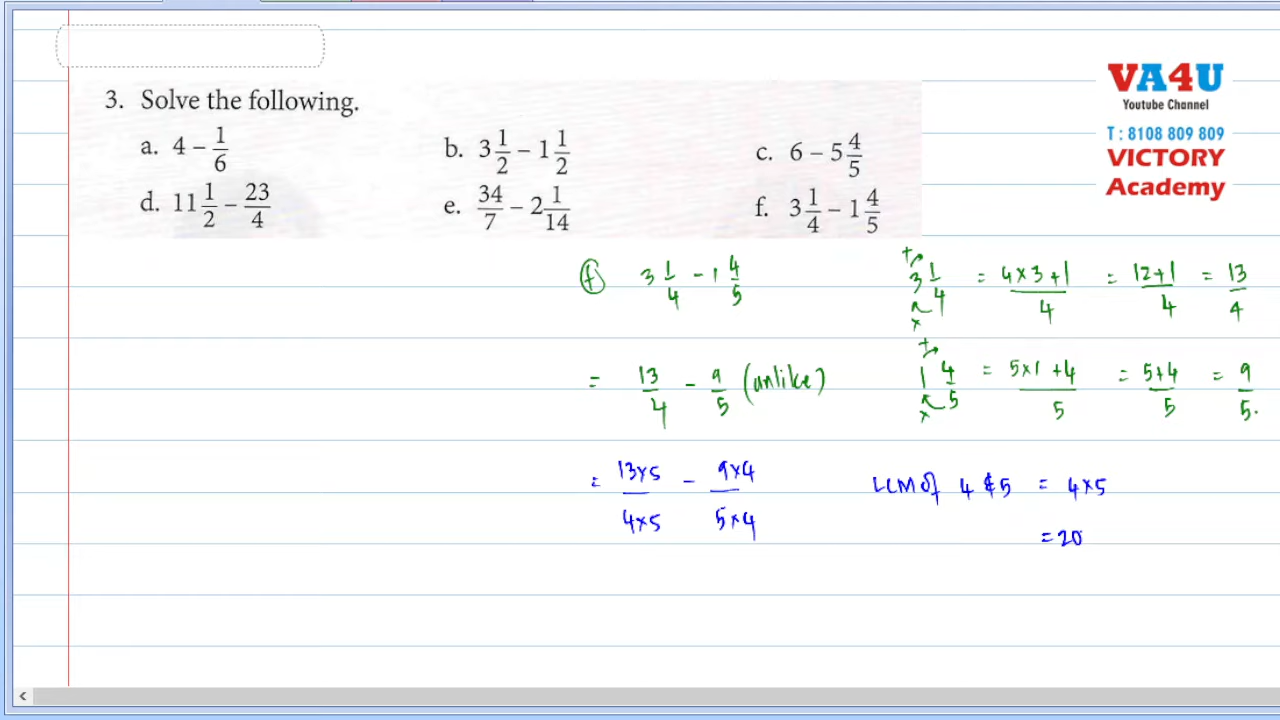 3. Solve the following.
a. 4 − 1/6 b. 3 1/2 − 1 1/2 c. 6 − 5 4/5
d. 11 1/2 − 23/4 e. 34/7 − 2 1/14 f. 3 1/4 − 1 4/5
VA4U
Youtube Channel
T : 8108 809 809
VICTORY
Academy
(f) 3 1/4 − 1 4/5 + 3 1/4 × = 4×3+1/4 = 12+1/4 = 13/4
= 13/4 − 9/5 (unlike) + 1 4/5 × = 5×1+4/5 = 5+4/5 = 9/5.
= 13×5/4×5 − 9×4/5×4 LCM of 4 & 5 = 4×5
= 20